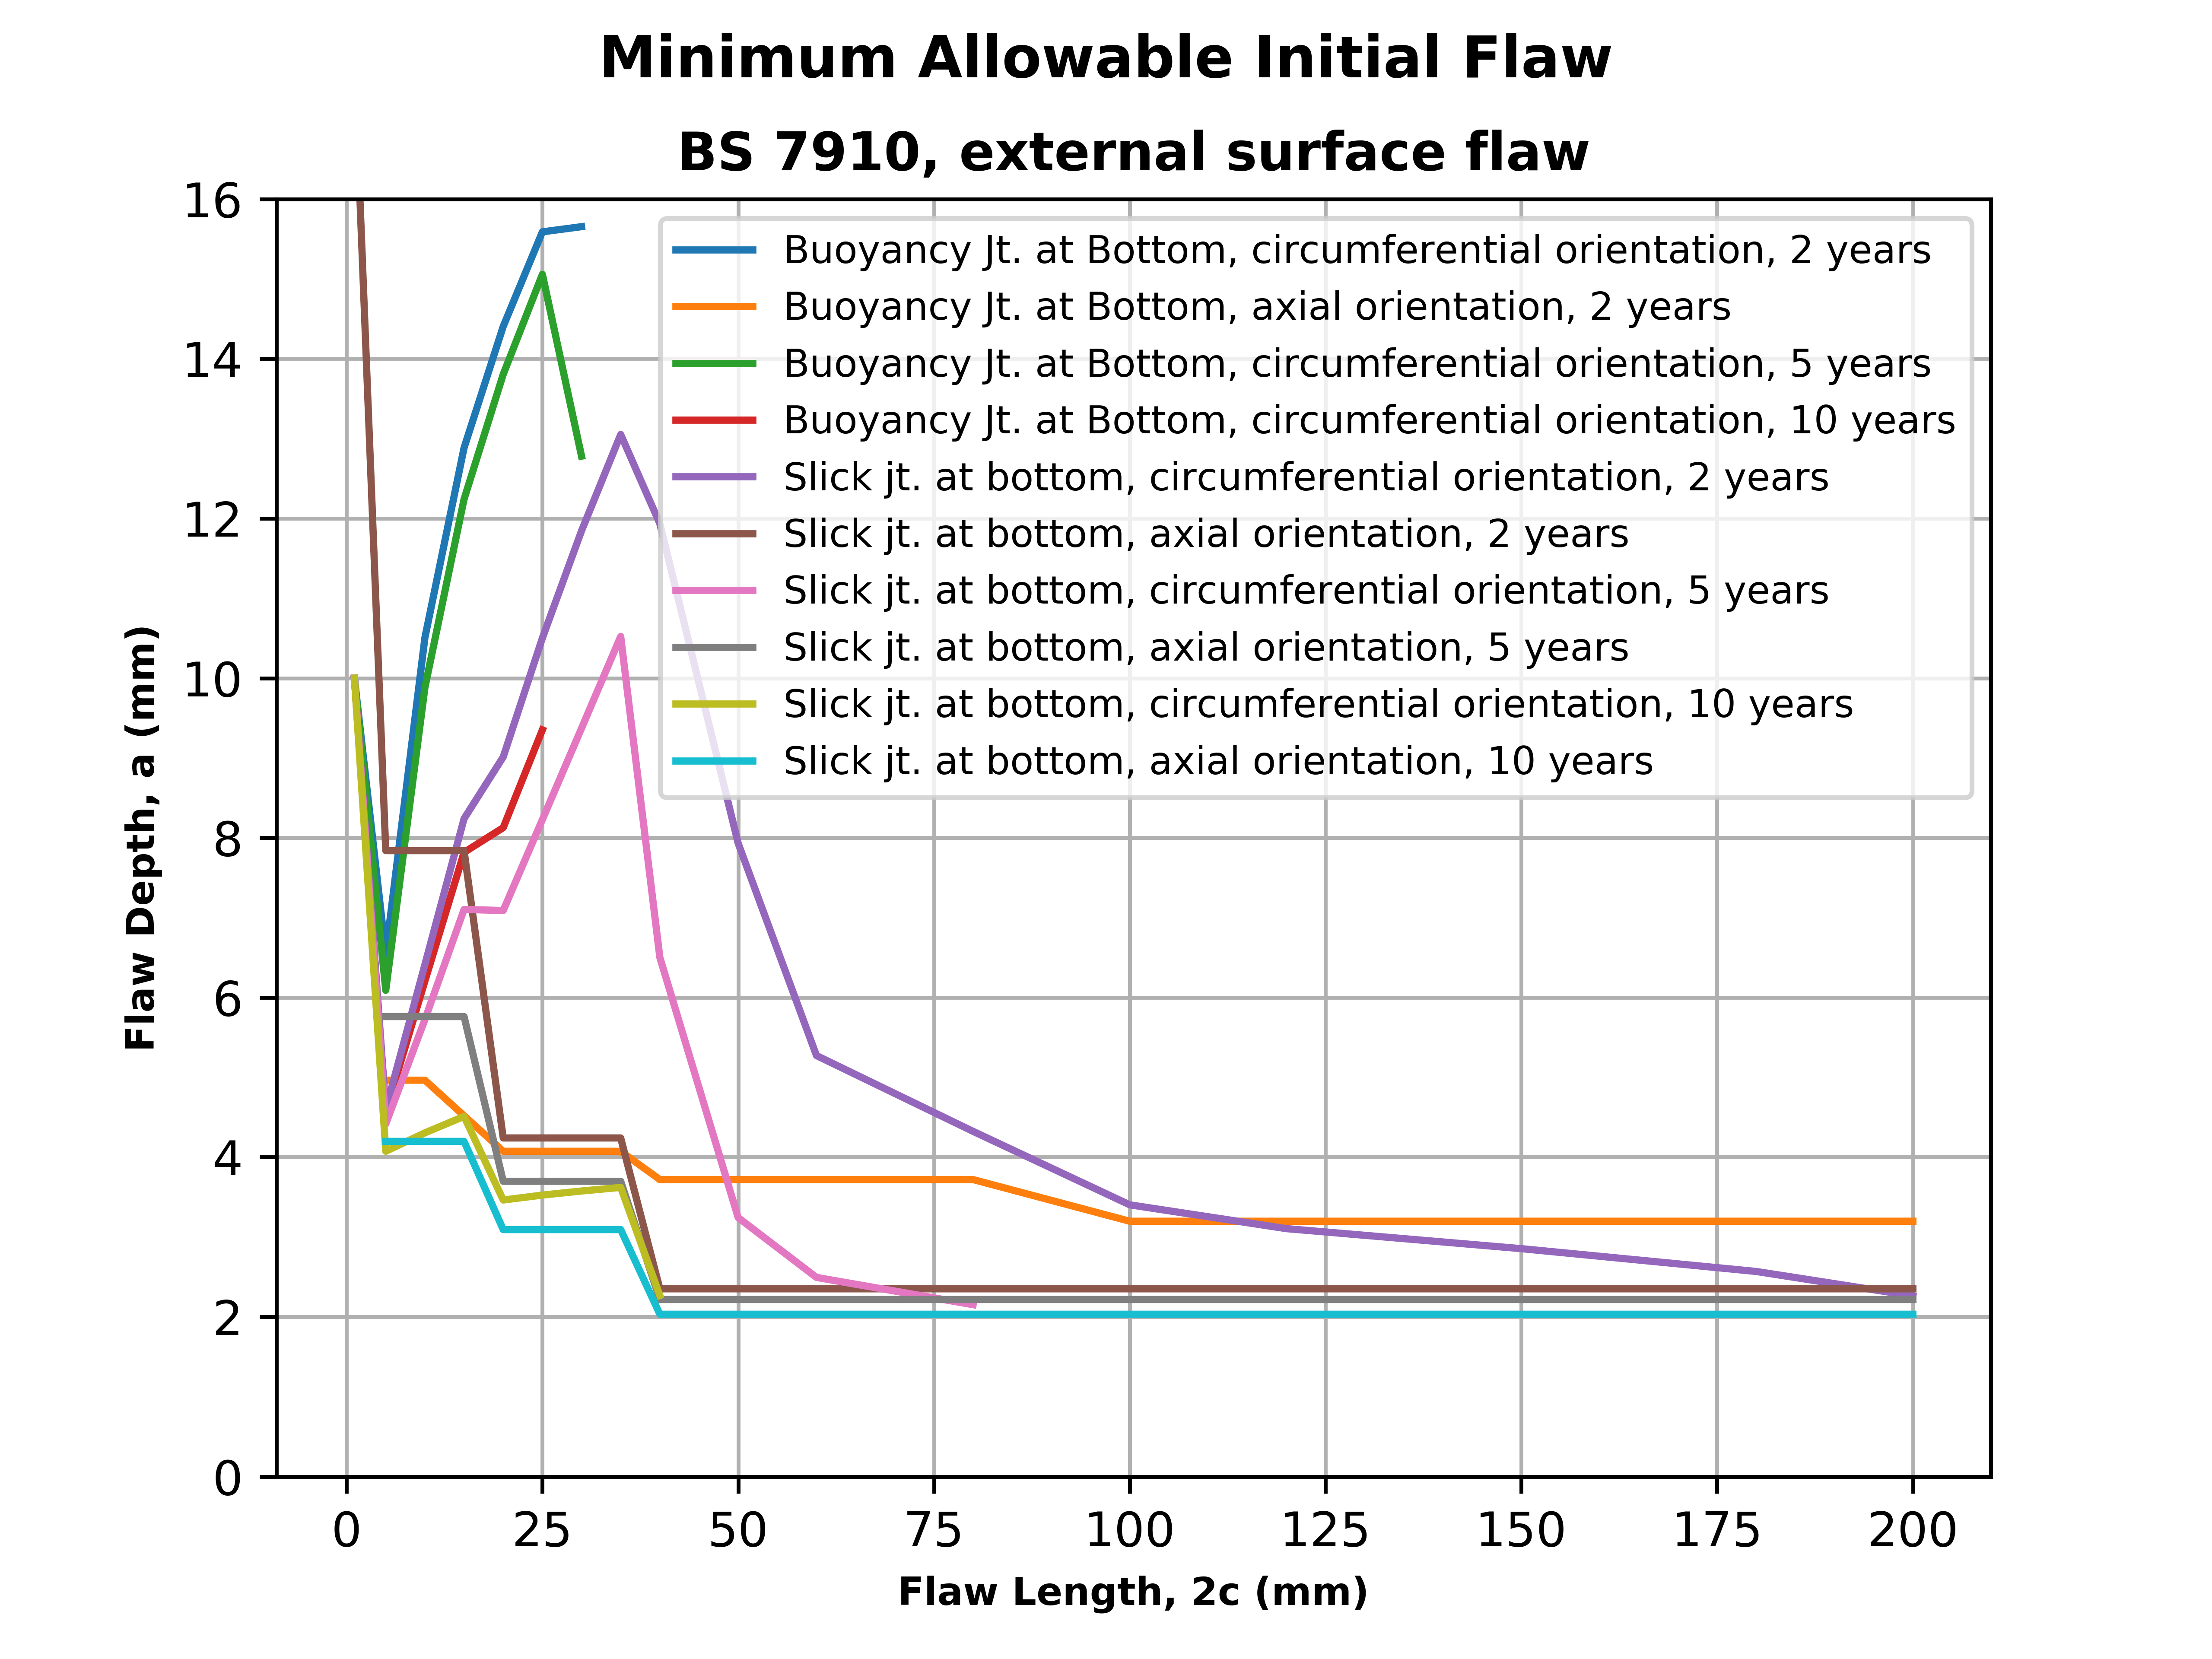 Minimum Allowable Initial Flaw
BS 7910, external surface flaw
16
14
12
10
8
6
4
2
0
Flaw Depth, a (mm)
Buoyancy Jt. at Bottom, circumferential orientation, 2 years
Buoyancy Jt. at Bottom, axial orientation, 2 years
Buoyancy Jt. at Bottom, circumferential orientation, 5 years
Buoyancy Jt. at Bottom, circumferential orientation, 10 years
Slick jt. at bottom, circumferential orientation, 2 years
Slick jt. at bottom, axial orientation, 2 years
Slick jt. at bottom, circumferential orientation, 5 years
Slick jt. at bottom, axial orientation, 5 years
Slick jt. at bottom, circumferential orientation, 10 years
Slick jt. at bottom, axial orientation, 10 years
0 25 50 75 100 125 150 175 200
Flaw Length, 2c (mm)